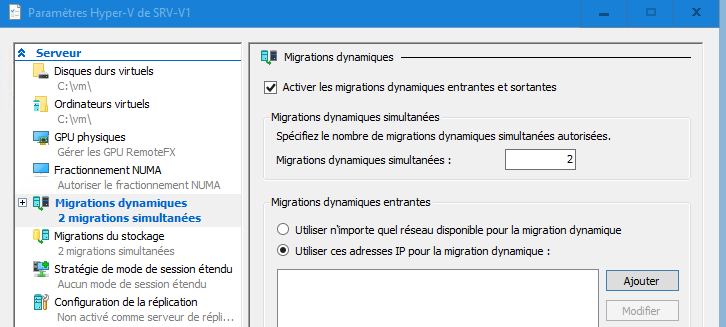 Paramètres Hyper-V de SRV-V1
Serveur
Disques durs virtuels
C:\vm\
Ordinateurs virtuels
C:\vm\
GPU physiques
Gérer les GPU RemoteFX
Fractionnement NUMA
Autoriser le fractionnement NUMA
Migrations dynamiques
2 migrations simultanées
Migrations du stockage
2 migrations simultanées
Stratégie de mode de session étendu
Aucun mode de session étendu
Configuration de la réplication
Non activé comme serveur de répli...
Migrations dynamiques
Activer les migrations dynamiques entrantes et sortantes
Migrations dynamiques simultanées
Spécifiez le nombre de migrations dynamiques simultanées autorisées.
Migrations dynamiques simultanées : 2
Migrations dynamiques entrantes
Utiliser n'importe quel réseau disponible pour la migration dynamique
Utiliser ces adresses IP pour la migration dynamique :
Ajouter
Modifier